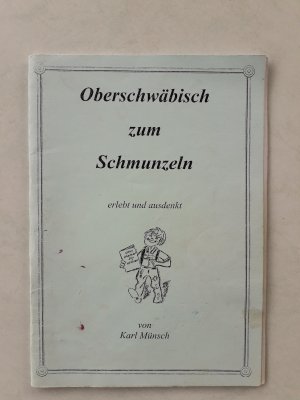 Oberschwäbisch
zum
Schmunzeln
erlebt und ausdenkt
von
Karl Münsch